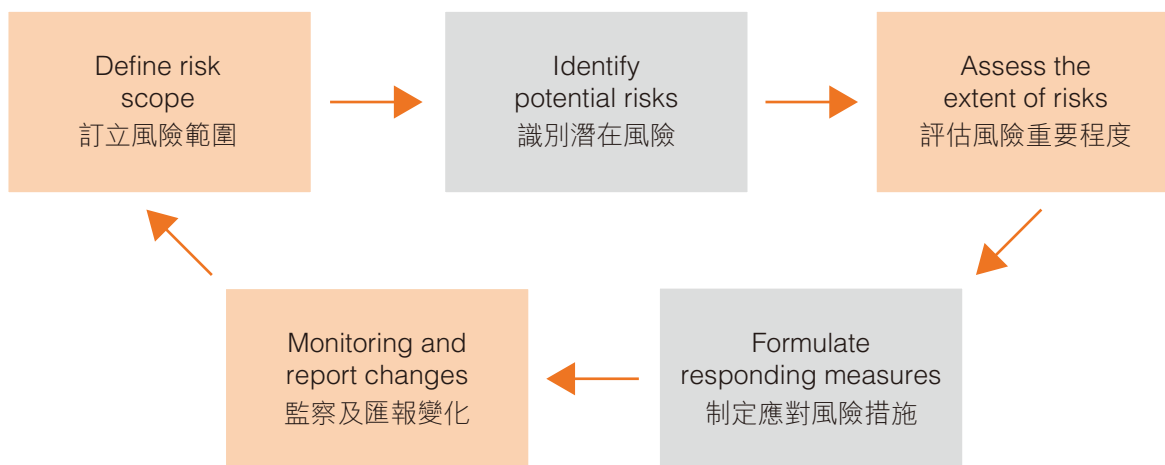 Define risk
scope
訂立風險範圍
Identify
potential risks
識別潛在風險
Assess the
extent of risks
評估風險重要程度
Formulate
responding measures
制定應對風險措施
Monitoring and
report changes
監察及匯報變化